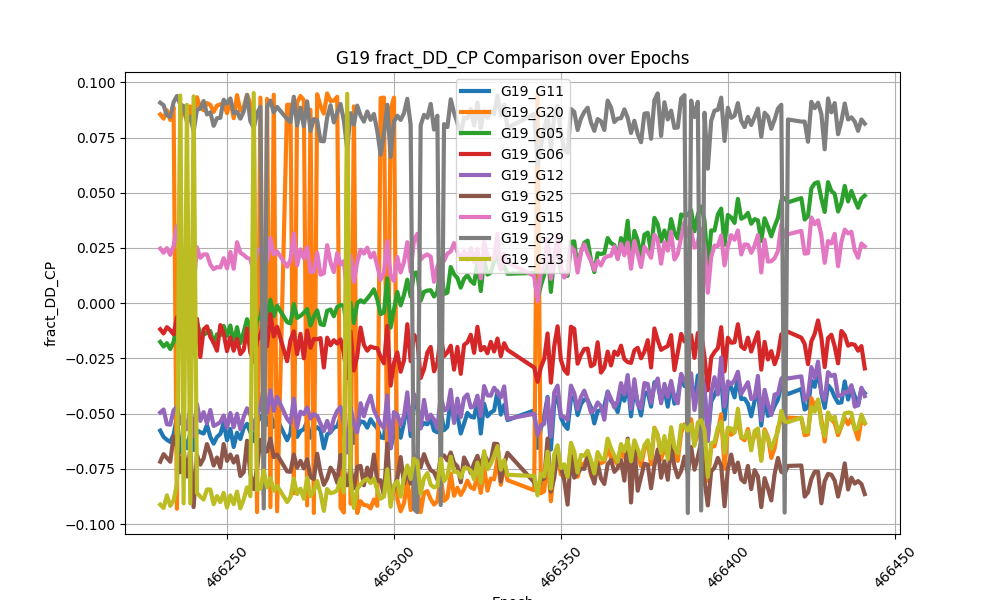 G19 fract_DD_CP Comparison over Epochs
fract_DD_CP
0.100
0.075
0.050
0.025
0.000
−0.025
−0.050
−0.075
−0.100
G19_G11
G19_G20
G19_G05
G19_G06
G19_G12
G19_G25
G19_G15
G19_G29
G19_G13
466250
466300
466350
466400
466450
Epoch